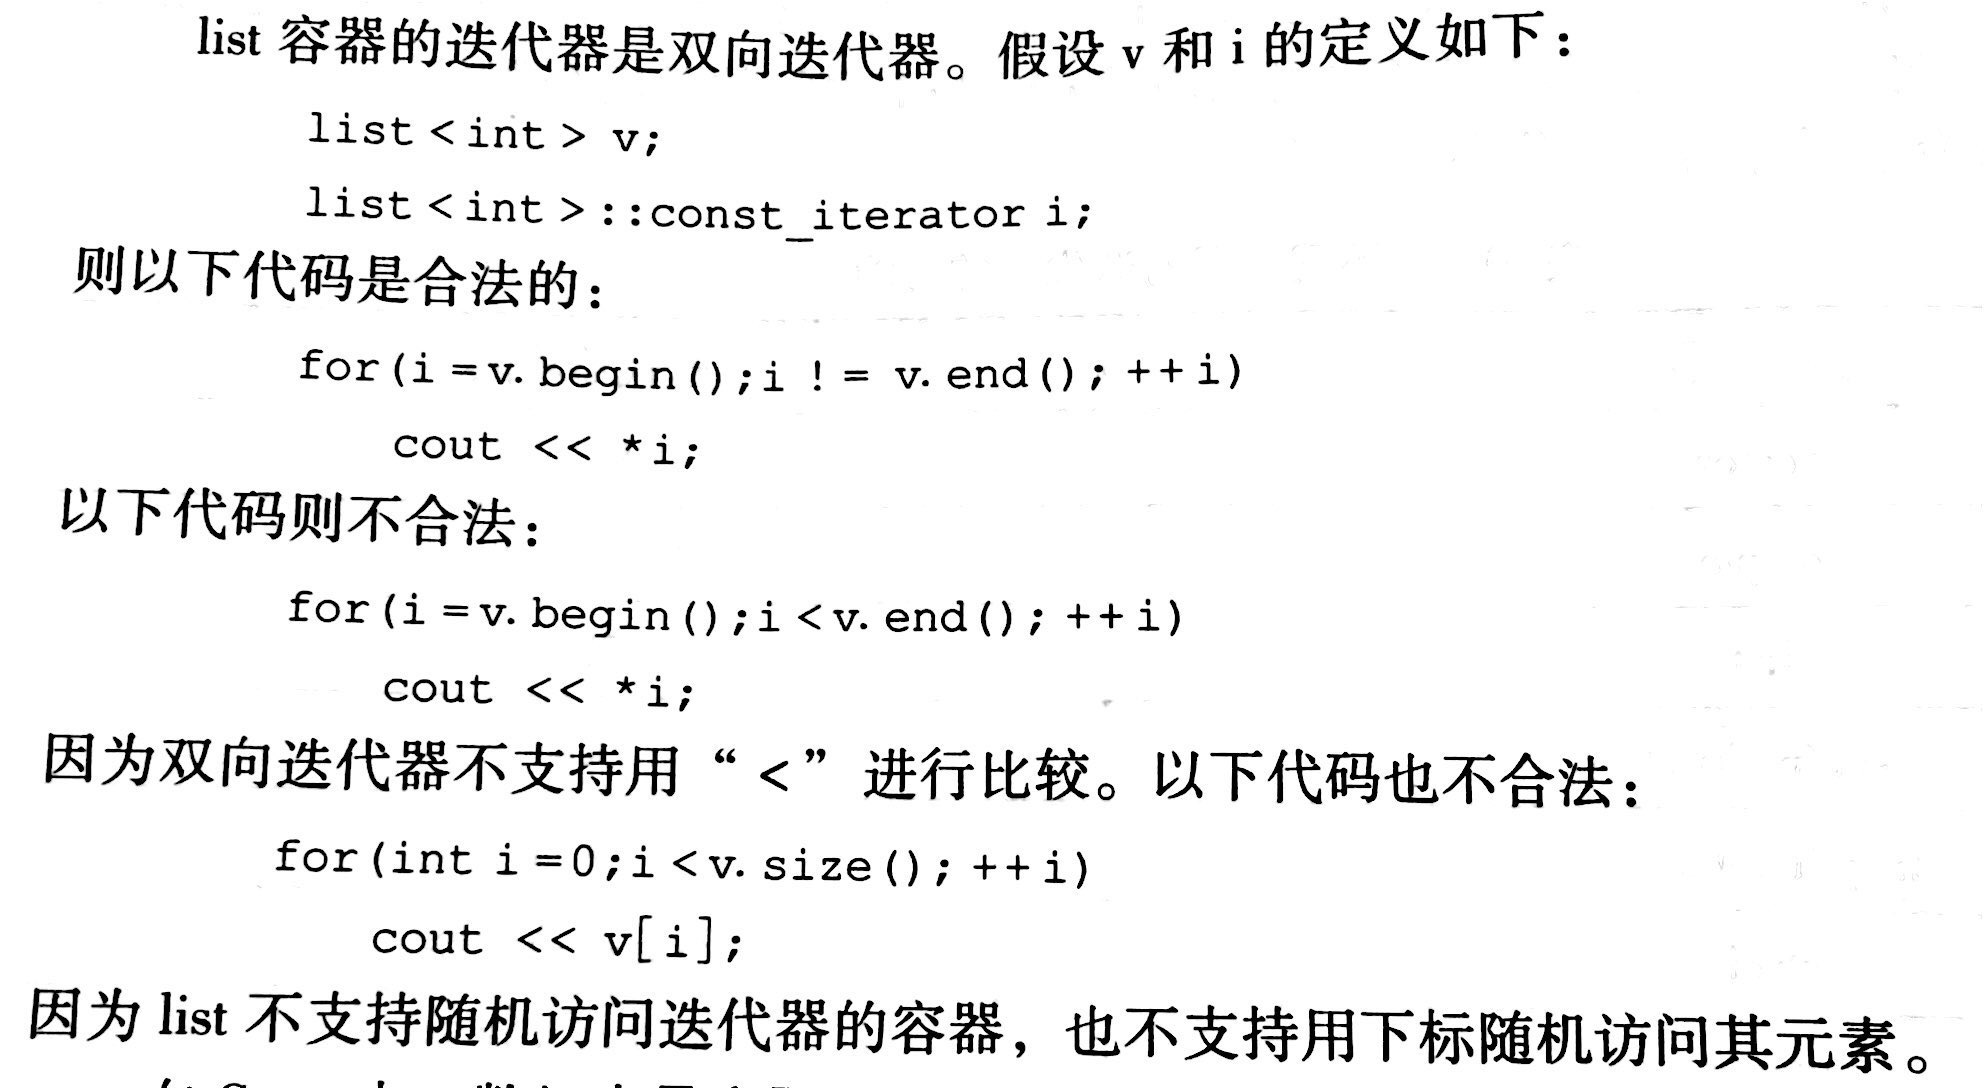 list 容器的迭代器是双向迭代器。假设 v 和 i 的定义如下：
list<int> v;
list<int>::const_iterator i;
则以下代码是合法的：
for(i=v.begin();i != v.end();++i)
cout << *i;
以下代码则不合法：
for(i=v.begin();i<v.end();++i)
cout << *i;
因为双向迭代器不支持用“<”进行比较。以下代码也不合法：
for(int i=0;i<v.size();++i)
cout << v[i];
因为 list 不支持随机访问迭代器的容器，也不支持用下标随机访问其元素。